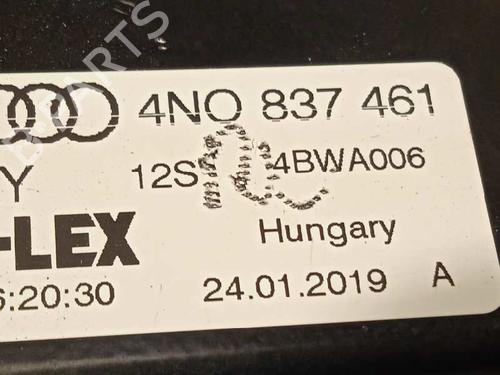 4N0 837 461
Y
12S 4BWA006
-LEX
Hungary
6:20:30
24.01.2019 A